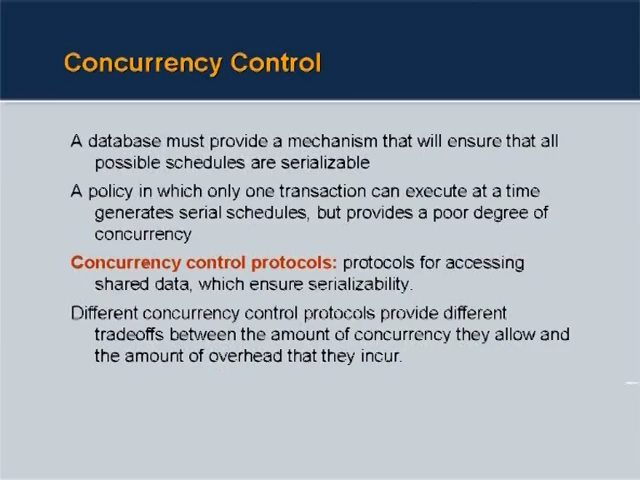 Concurrency Control
A database must provide a mechanism that will ensure that all
possible schedules are serializable
A policy in which only one transaction can execute at a time
generates serial schedules, but provides a poor degree of
concurrency
Concurrency control protocols: protocols for accessing
shared data, which ensure serializability.
Different concurrency control protocols provide different
tradeoffs between the amount of concurrency they allow and
the amount of overhead that they incur.